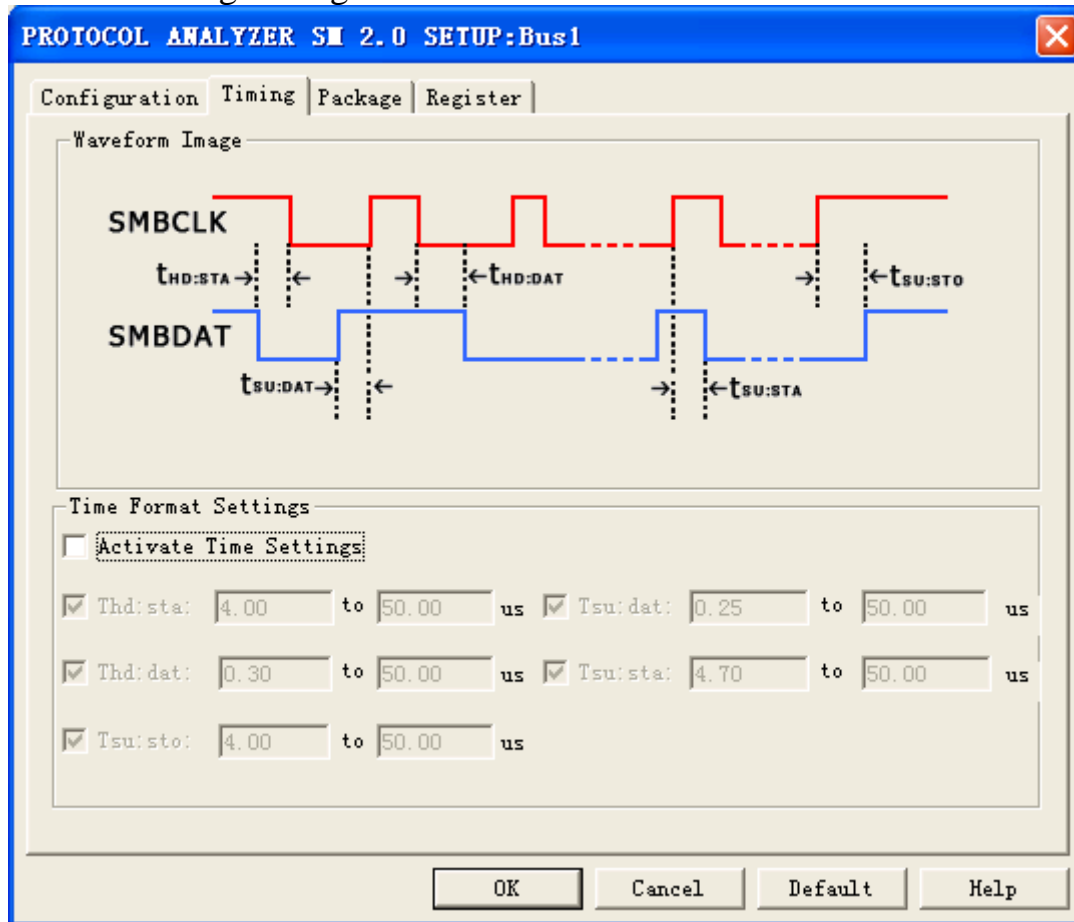 PROTOCOL ANALYZER SM 2.0 SETUP:Bus1
Configuration Timing Package Register
Waveform Image
SMBCLK
tHD:STA tHD:DAT tSU:STO
SMBDAT
tSU:DAT tSU:STA
Time Format Settings
Activate Time Settings
Thd:sta: 4.00 to 50.00 us Tsu:dat: 0.25 to 50.00 us
Thd:dat: 0.30 to 50.00 us Tsu:sta: 4.70 to 50.00 us
Tsu:sto: 4.00 to 50.00 us
OK Cancel Default Help